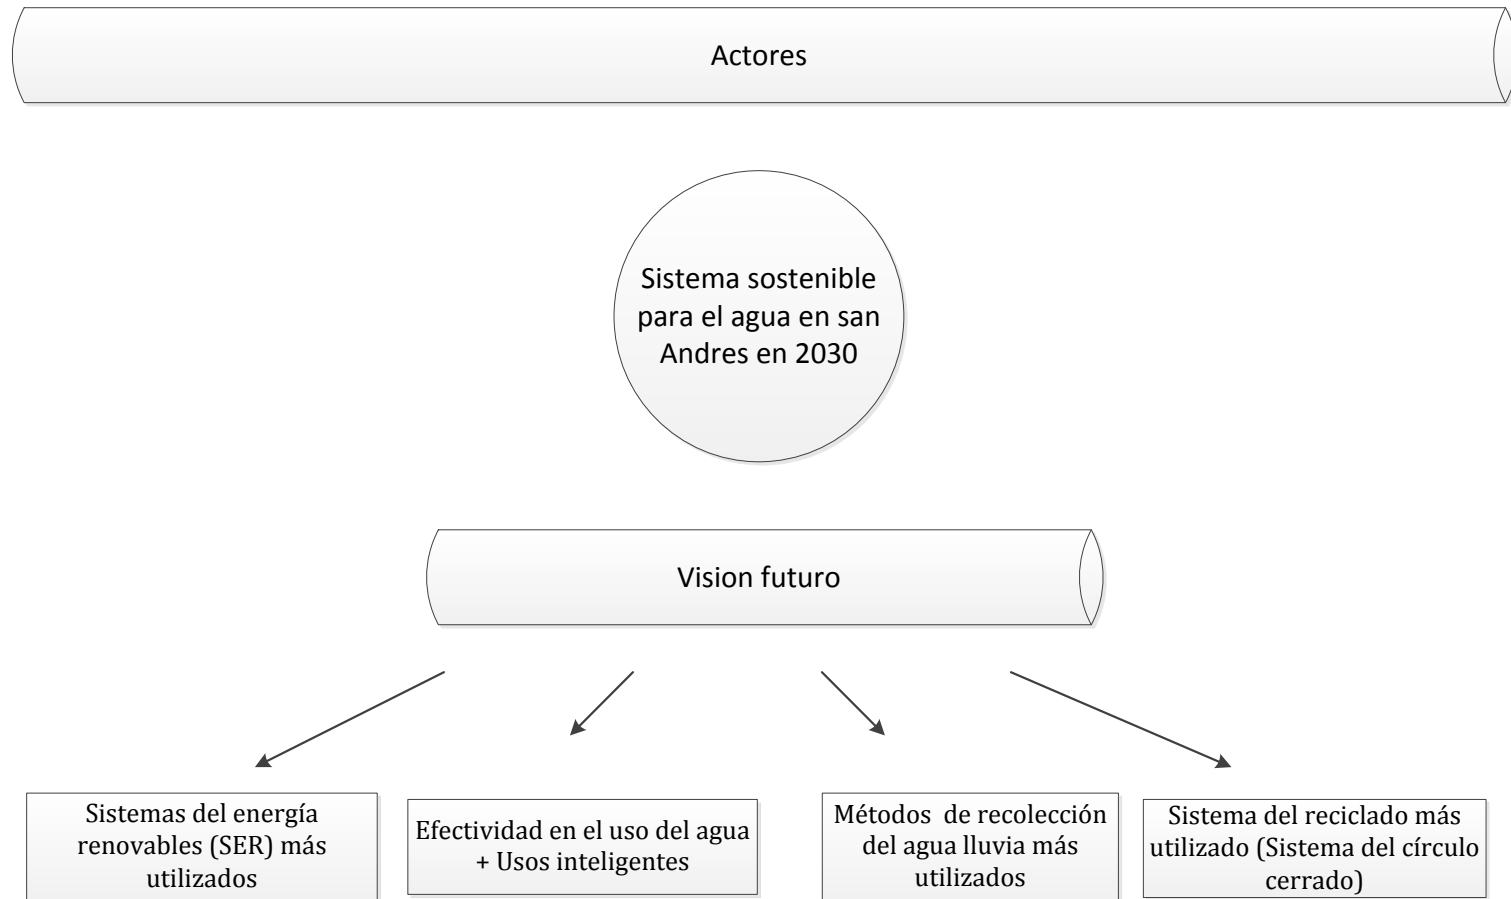 Actores
Sistema sostenible
para el agua en san
Andres en 2030
Vision futuro
Sistemas del energía
renovables (SER) más
utilizados
Efectividad en el uso del agua
+ Usos inteligentes
Métodos de recolección
del agua lluvia más
utilizados
Sistema del reciclado más
utilizado (Sistema del círculo
cerrado)